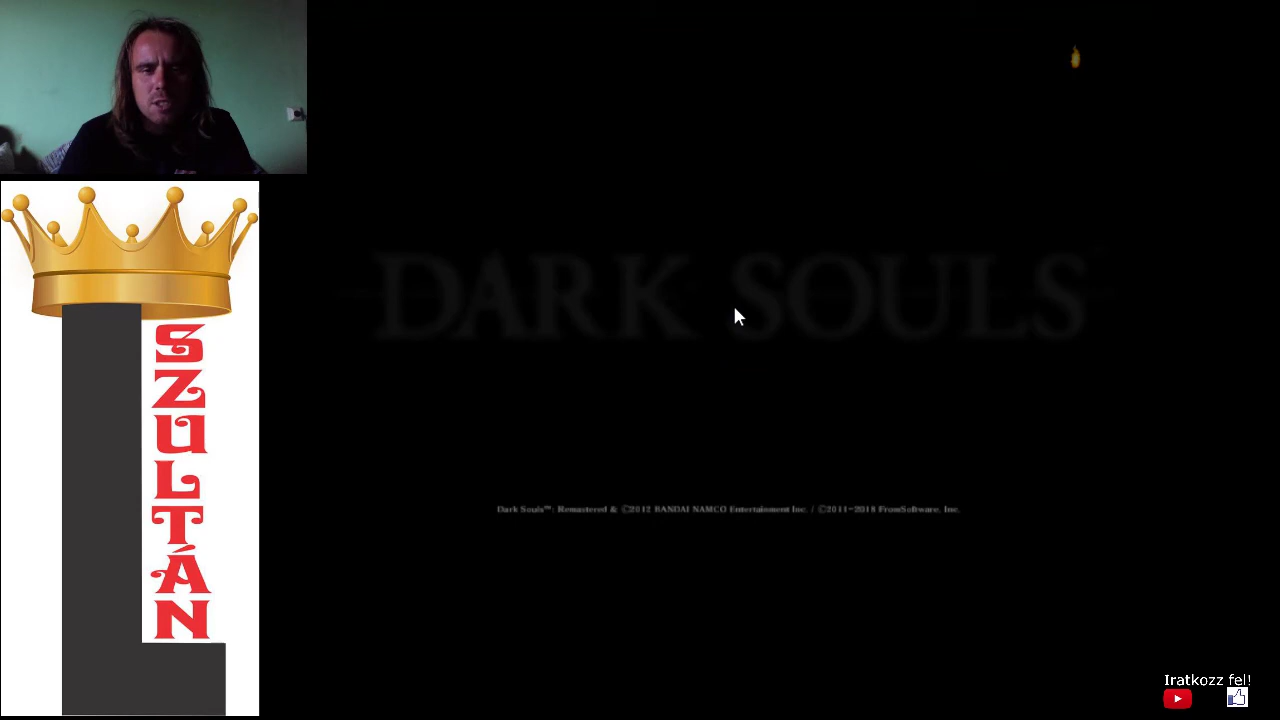 DARK SOULS
SZULTÁN
L
Dark Souls™: Remastered & ©2012 BANDAI NAMCO Entertainment Inc. / ©2011-2018 FromSoftware, Inc.
Iratkozz fel!